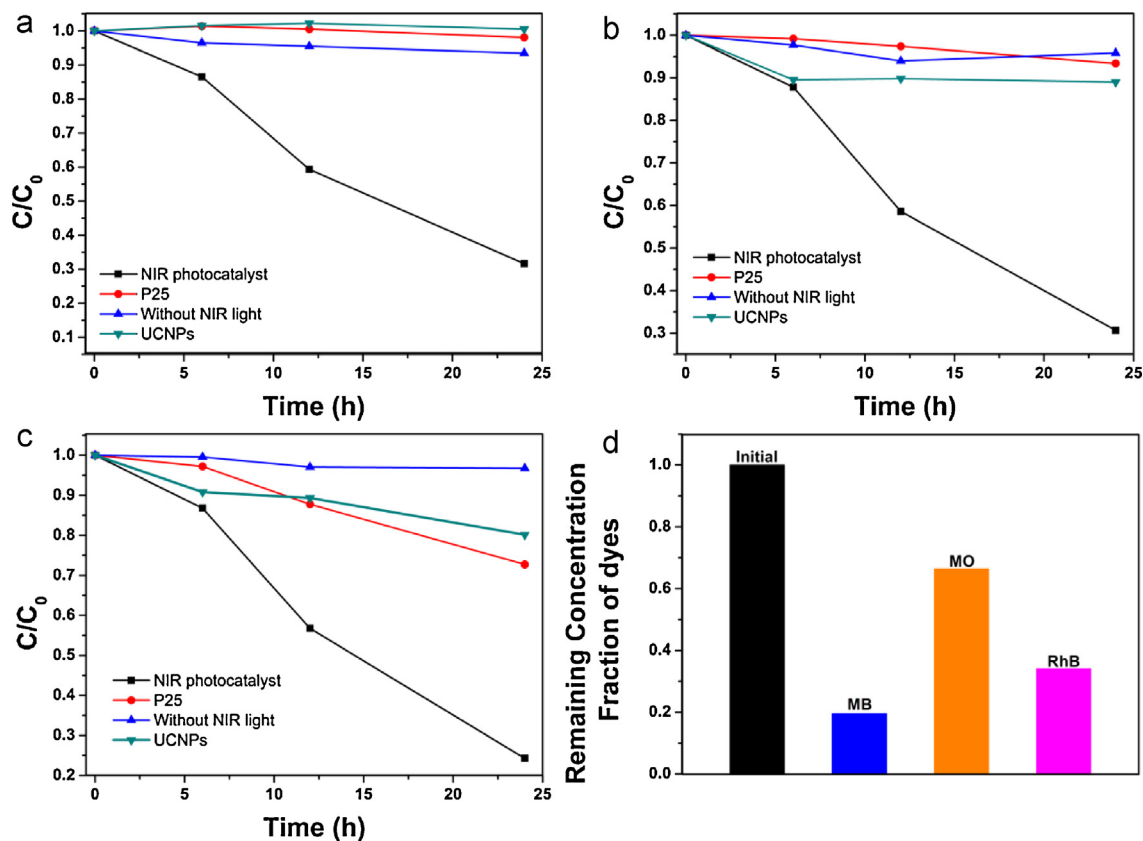 a
1.0
0.9
0.8
0.7
0.6
0.5
0.4
0.3
0.2
0.1
C/C0
NIR photocatalyst
P25
Without NIR light
UCNPs
0 5 10 15 20 25
Time (h)
b
1.0
0.9
0.8
0.7
0.6
0.5
0.4
0.3
C/C0
NIR photocatalyst
P25
Without NIR light
UCNPs
0 5 10 15 20 25
Time (h)
c
1.0
0.9
0.8
0.7
0.6
0.5
0.4
0.3
0.2
C/C0
NIR photocatalyst
P25
Without NIR light
UCNPs
0 5 10 15 20 25
Time (h)
d
Remaining Concentration
Fraction of dyes
1.0
0.8
0.6
0.4
0.2
0.0
Initial
MB
MO
RhB